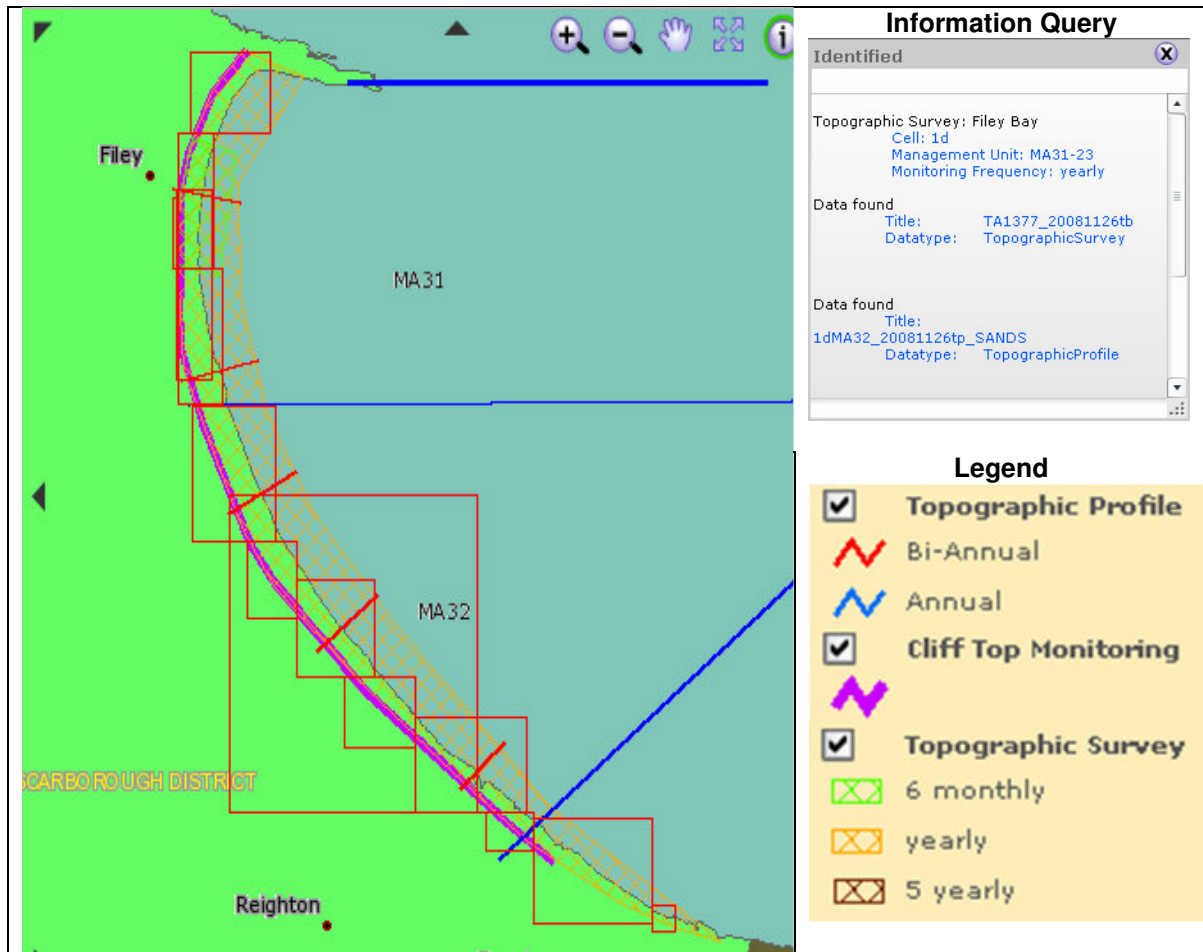 Filey
MA31
MA32
SCARBOROUGH DISTRICT
Reighton
Information Query
Identified
Topographic Survey: Filey Bay
Cell: 1d
Management Unit: MA31-23
Monitoring Frequency: yearly
Data found
Title: TA1377_20081126tb
Datatype: TopographicSurvey
Data found
Title:
1dMA32_20081126tp_SANDS
Datatype: TopographicProfile
Legend
Topographic Profile
Bi-Annual
Annual
Cliff Top Monitoring
Topographic Survey
6 monthly
yearly
5 yearly